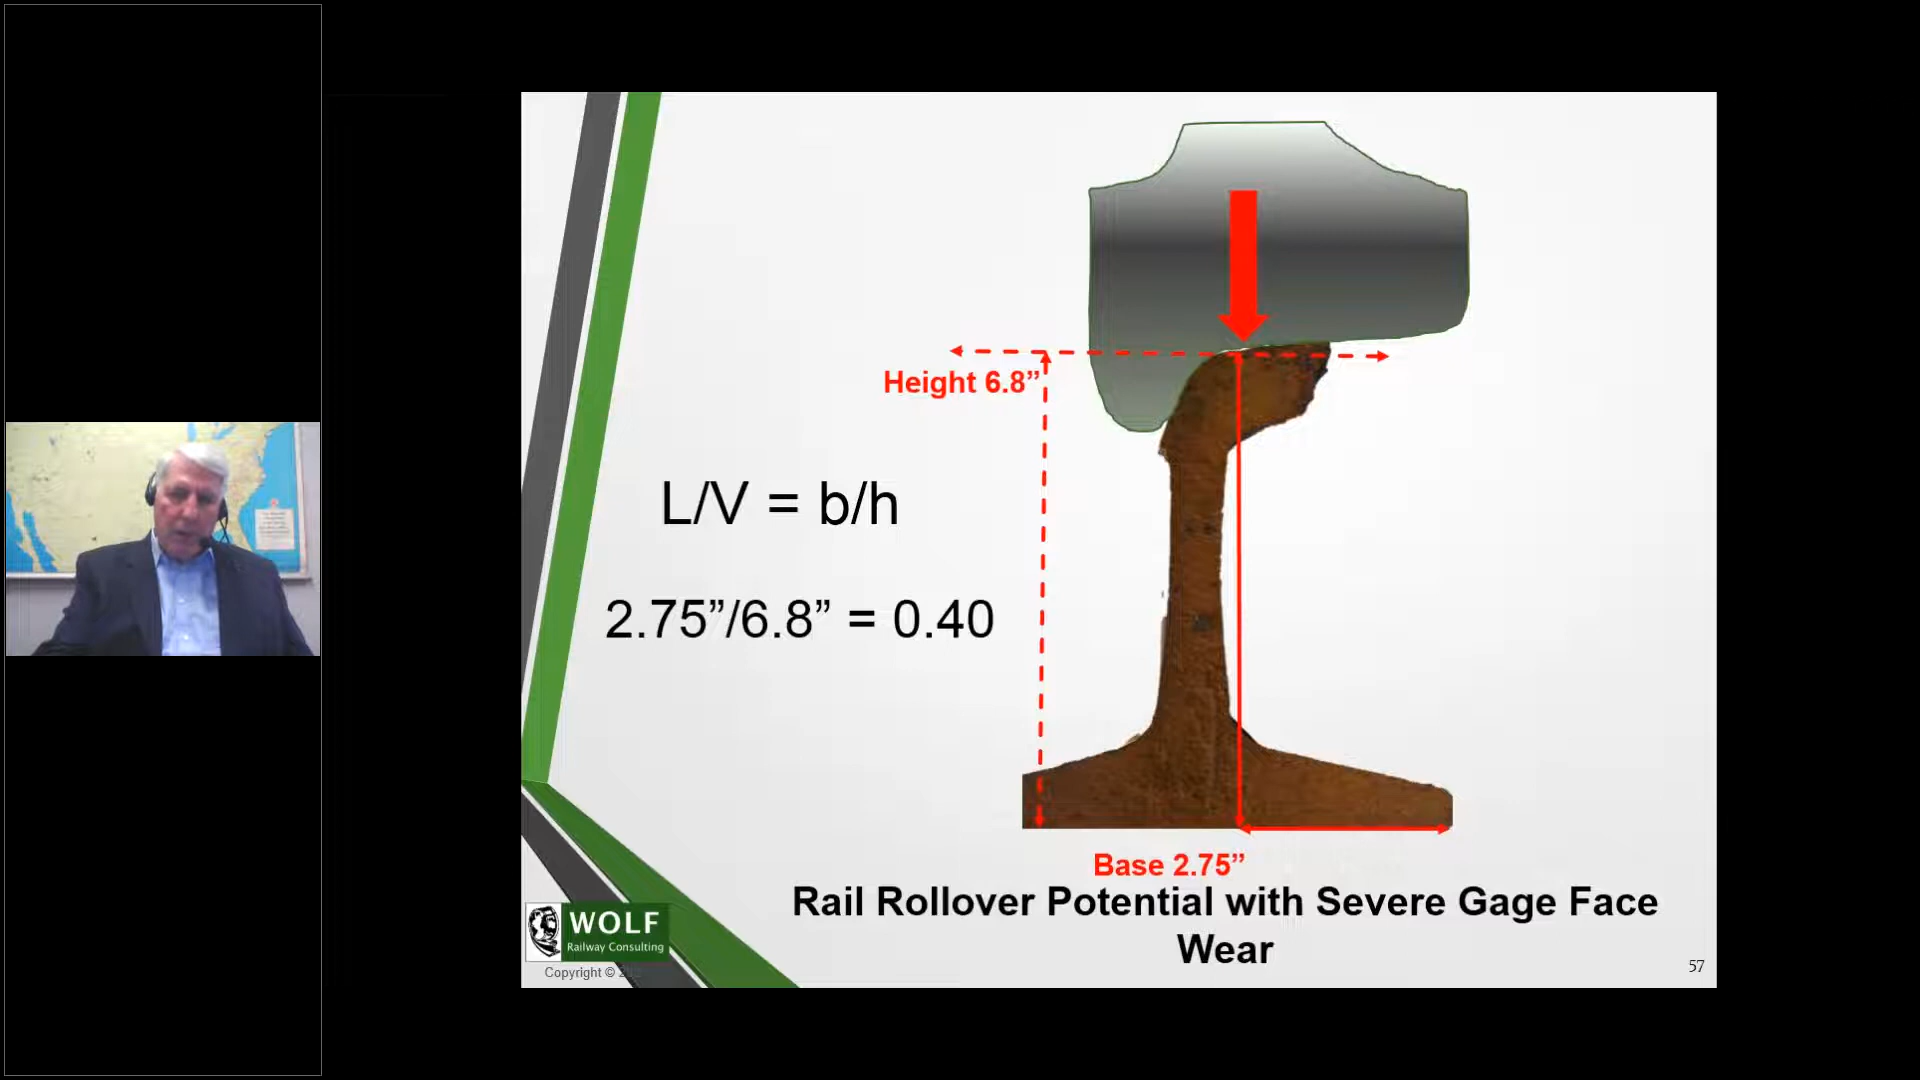 Height 6.8”
L/V = b/h
2.75”/6.8” = 0.40
Base 2.75”
Rail Rollover Potential with Severe Gage Face
Wear
WOLF
Railway Consulting
Copyright ©
57